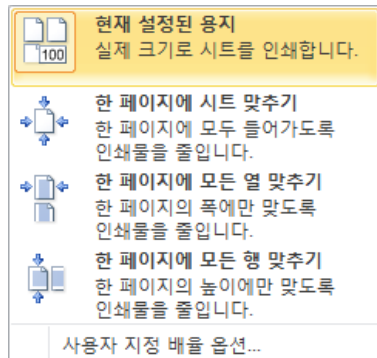 현재 설정된 용지
100
실제 크기로 시트를 인쇄합니다.
한 페이지에 시트 맞추기
한 페이지에 모두 들어가도록
인쇄물을 줄입니다.
한 페이지에 모든 열 맞추기
한 페이지의 폭에만 맞도록
인쇄물을 줄입니다.
한 페이지에 모든 행 맞추기
한 페이지의 높이에만 맞도록
인쇄물을 줄입니다.
사용자 지정 배율 옵션...